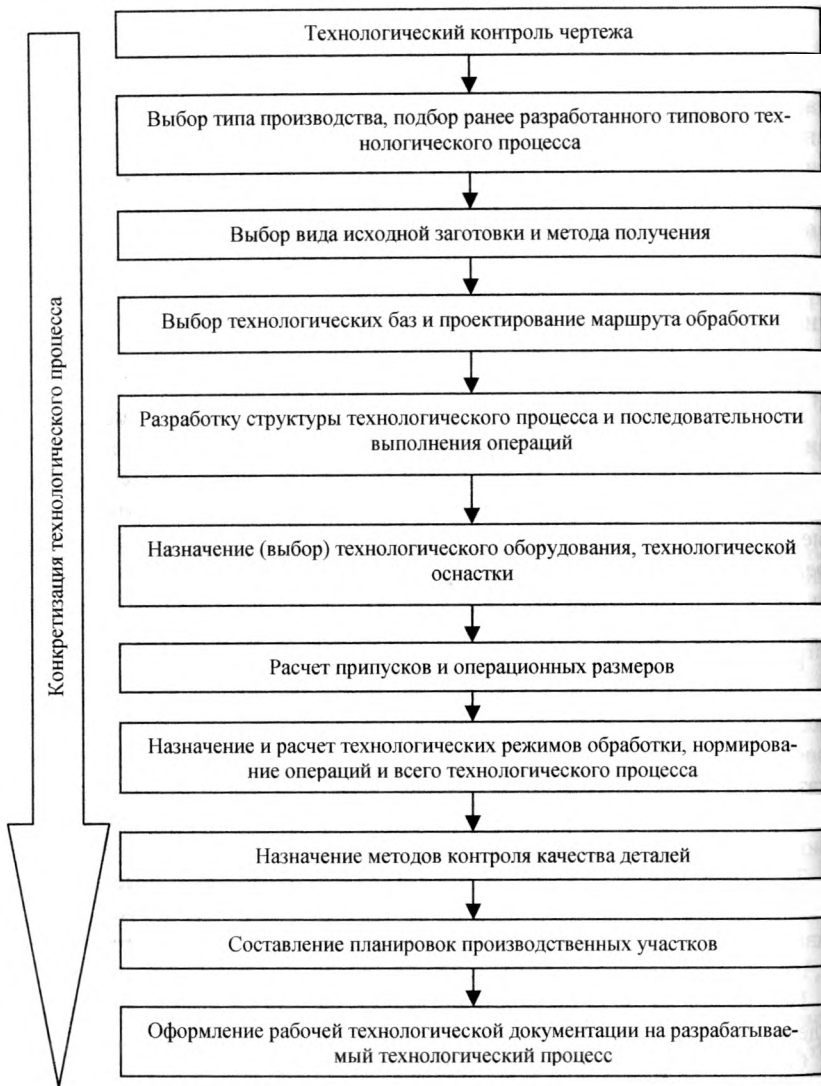 Технологический контроль чертежа
Выбор типа производства, подбор ранее разработанного типового тех-
нологического процесса
Выбор вида исходной заготовки и метода получения
Выбор технологических баз и проектирование маршрута обработки
Разработку структуры технологического процесса и последовательности
выполнения операций
Назначение (выбор) технологического оборудования, технологической
оснастки
Расчет припусков и операционных размеров
Назначение и расчет технологических режимов обработки, нормирова-
ние операций и всего технологического процесса
Назначение методов контроля качества деталей
Составление планировок производственных участков
Оформление рабочей технологической документации на разрабатывае-
мый технологический процесс
Конкретизация технологического процесса